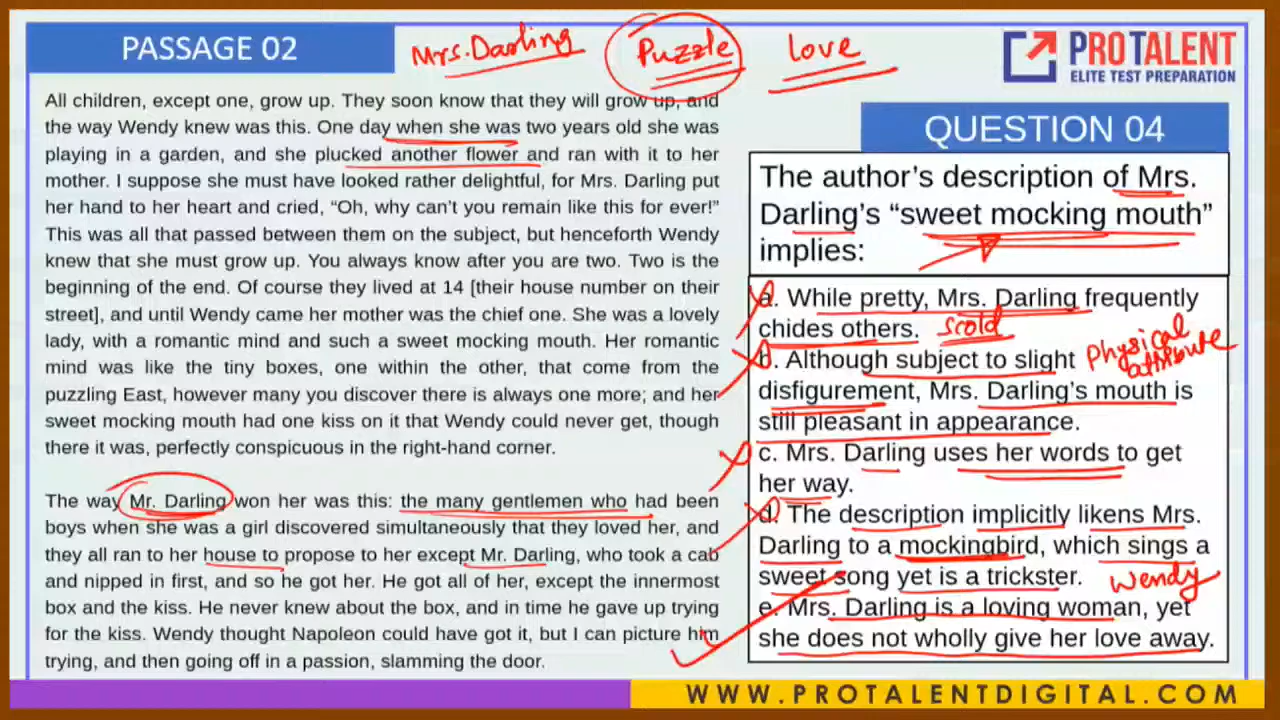 PASSAGE 02
Mrs. Darling
Puzzle
love
PROTALENT
ELITE TEST PREPARATION
All children, except one, grow up. They soon know that they will grow up, and
the way Wendy knew was this. One day when she was two years old she was
playing in a garden, and she plucked another flower and ran with it to her
mother. I suppose she must have looked rather delightful, for Mrs. Darling put
her hand to her heart and cried, “Oh, why can’t you remain like this for ever!”
This was all that passed between them on the subject, but henceforth Wendy
knew that she must grow up. You always know after you are two. Two is the
beginning of the end. Of course they lived at 14 [their house number on their
street], and until Wendy came her mother was the chief one. She was a lovely
lady, with a romantic mind and such a sweet mocking mouth. Her romantic
mind was like the tiny boxes, one within the other, that come from the
puzzling East, however many you discover there is always one more; and her
sweet mocking mouth had one kiss on it that Wendy could never get, though
there it was, perfectly conspicuous in the right-hand corner.
The way Mr. Darling won her was this: the many gentlemen who had been
boys when she was a girl discovered simultaneously that they loved her, and
they all ran to her house to propose to her except Mr. Darling, who took a cab
and nipped in first, and so he got her. He got all of her, except the innermost
box and the kiss. He never knew about the box, and in time he gave up trying
for the kiss. Wendy thought Napoleon could have got it, but I can picture him
trying, and then going off in a passion, slamming the door.
QUESTION 04
The author’s description of Mrs.
Darling’s “sweet mocking mouth”
implies:
a. While pretty, Mrs. Darling frequently
chides others. scold
b. Although subject to slight
Physical
attribute
disfigurement, Mrs. Darling’s mouth is
still pleasant in appearance.
c. Mrs. Darling uses her words to get
her way.
d. The description implicitly likens Mrs.
Darling to a mockingbird, which sings a
sweet song yet is a trickster. Wendy
e. Mrs. Darling is a loving woman, yet
she does not wholly give her love away.
WWW.PROTALENTDIGITAL.COM